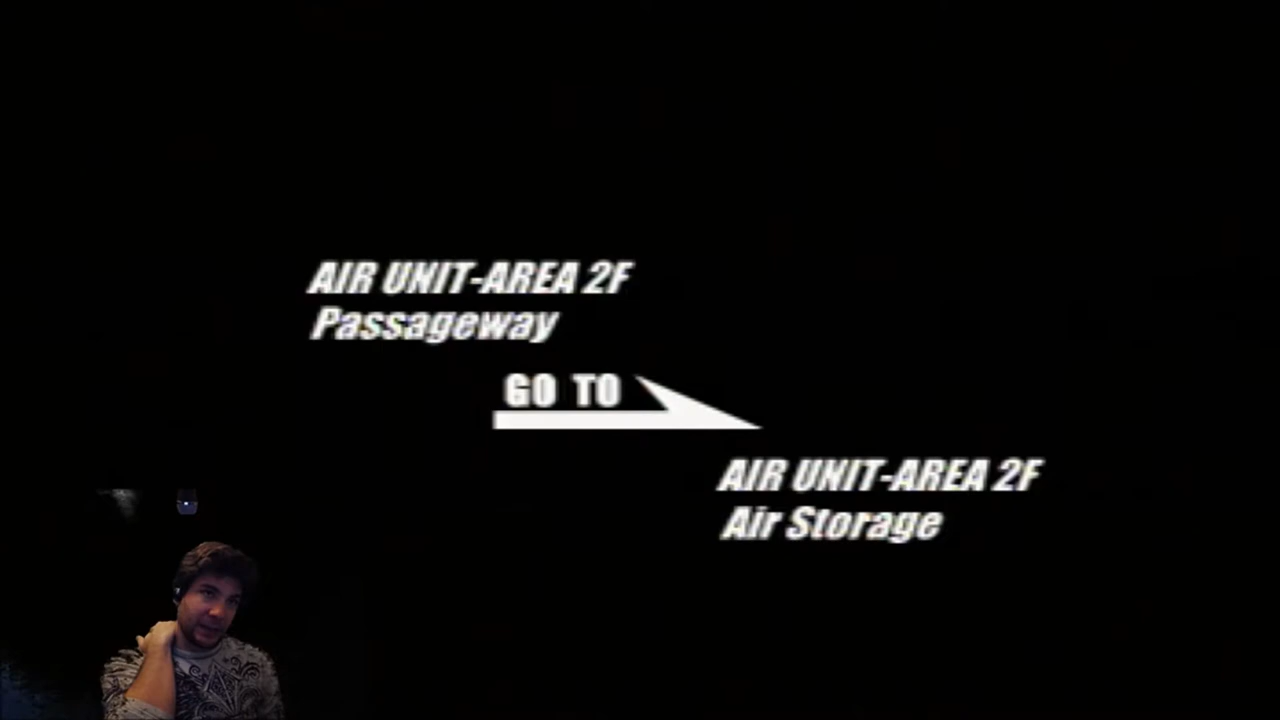 AIR UNIT-AREA 2F
Passageway
GO TO
AIR UNIT-AREA 2F
Air Storage